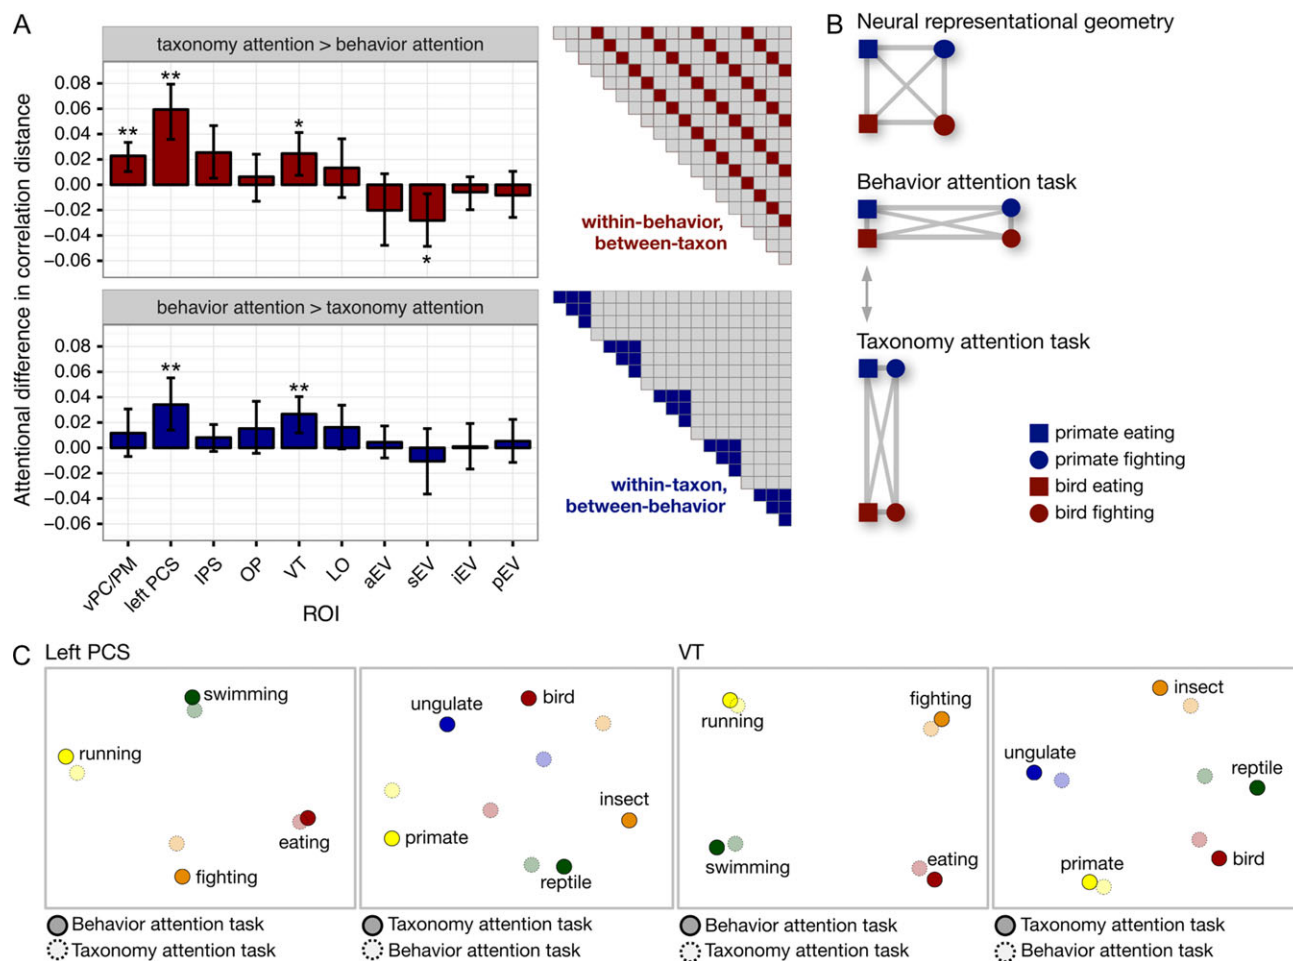 A
taxonomy attention > behavior attention
Attentional difference in correlation distance
0.08
0.06
0.04
0.02
0.00
−0.02
−0.04
−0.06
**
**
*
*
within-behavior,
between-taxon
behavior attention > taxonomy attention
0.08
0.06
0.04
0.02
0.00
−0.02
−0.04
−0.06
**
**
within-taxon,
between-behavior
vPC/PM
left PCS
IPS
OP
VT
LO
aEV
sEV
iEV
pEV
ROI
B
Neural representational geometry
Behavior attention task
Taxonomy attention task
primate eating
primate fighting
bird eating
bird fighting
C
Left PCS
swimming
running
eating
fighting
Behavior attention task
Taxonomy attention task
ungulate
bird
insect
primate
reptile
Taxonomy attention task
Behavior attention task
VT
running
fighting
swimming
eating
Behavior attention task
Taxonomy attention task
insect
ungulate
reptile
bird
primate
Taxonomy attention task
Behavior attention task